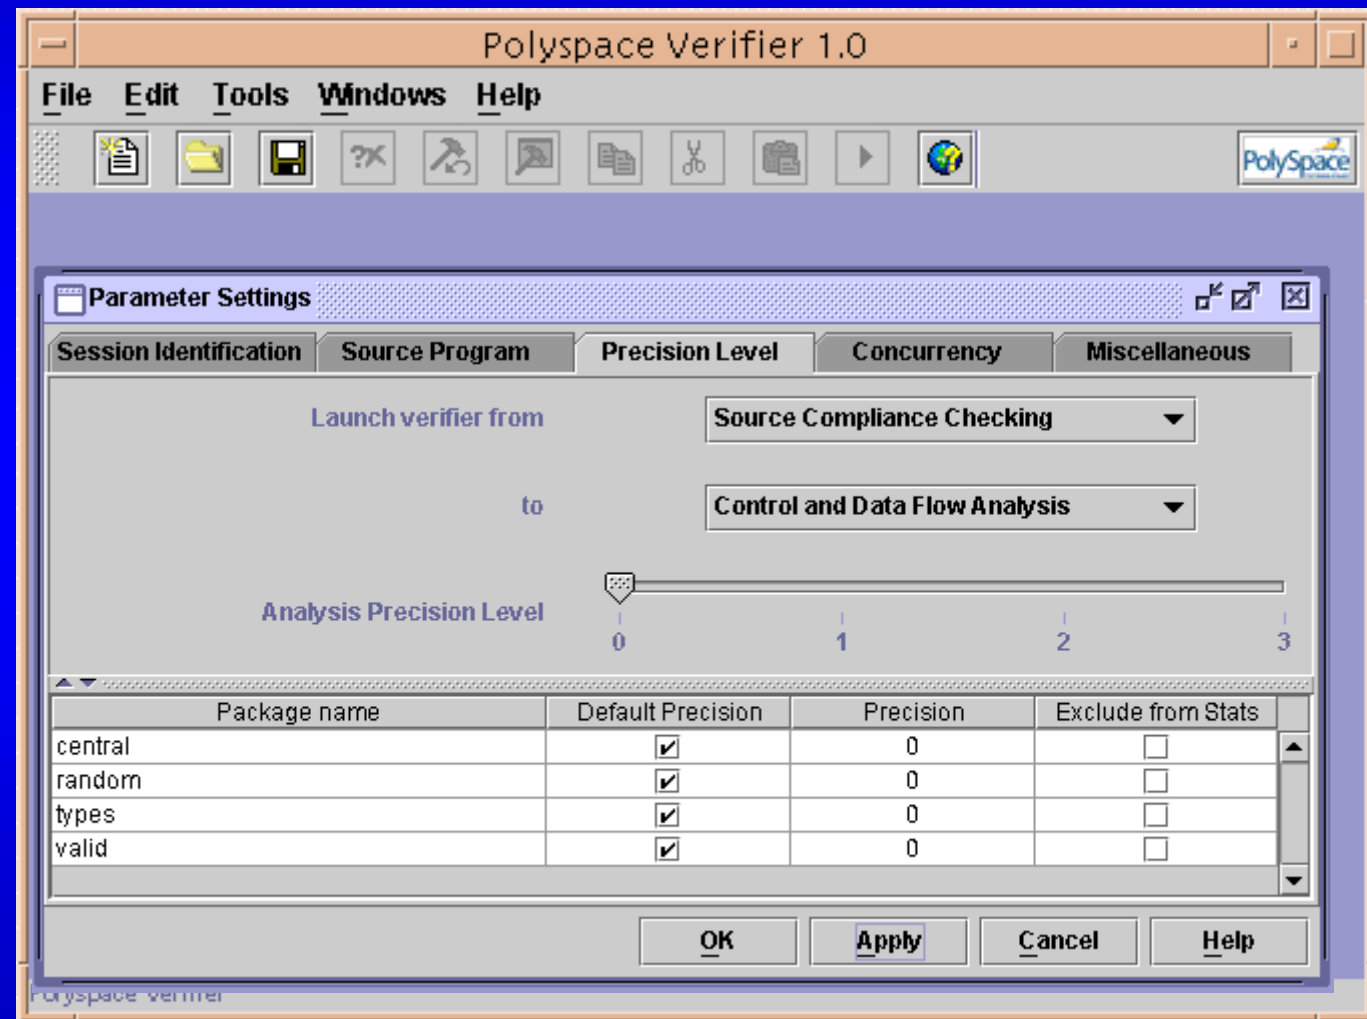 Polyspace Verifier 1.0
File Edit Tools Windows Help
PolySpace
Parameter Settings
Session Identification Source Program Precision Level Concurrency Miscellaneous
Launch verifier from Source Compliance Checking
to Control and Data Flow Analysis
Analysis Precision Level
0 1 2 3
Package name Default Precision Precision Exclude from Stats
central 0
random 0
types 0
valid 0
OK Apply Cancel Help
Polyspace Verifier